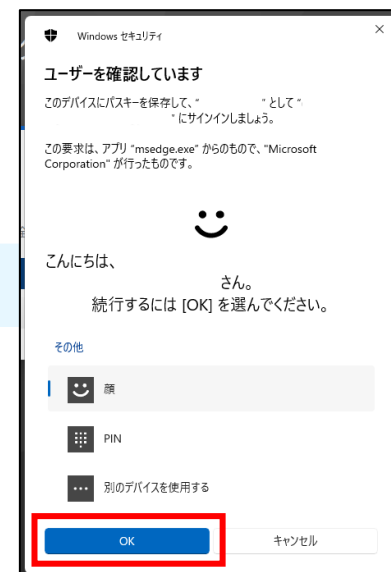 Windows セキュリティ
ユーザーを確認しています
このデバイスにパスキーを保存して、" " として "
" にサインインしましょう。
この要求は、アプリ "msedge.exe" からのもので、"Microsoft
Corporation" が行ったものです。
こんにちは、
さん。
続行するには [OK] を選んでください。
その他
顔
PIN
別のデバイスを使用する
OK キャンセル